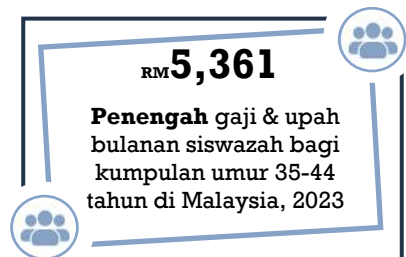 RM5,361
Penengah gaji & upah
bulanan siswazah bagi
kumpulan umur 35-44
tahun di Malaysia, 2023